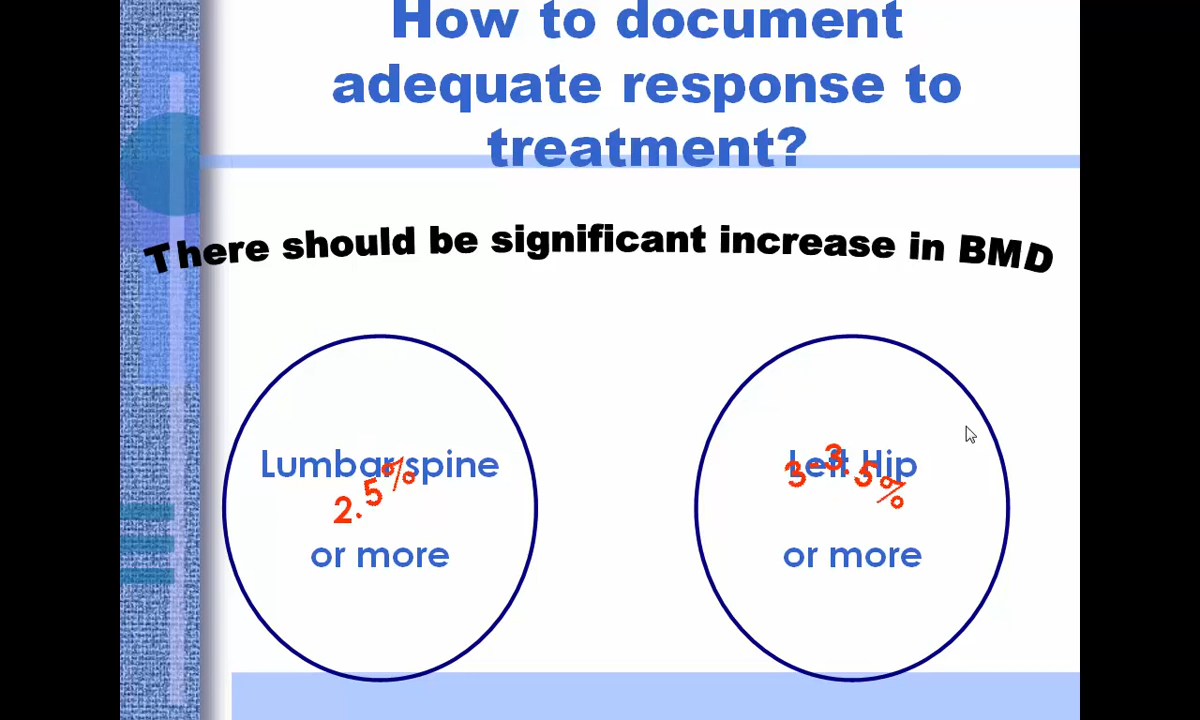 How to document
adequate response to
treatment?
There should be significant increase in BMD
Lumbar spine
2.5%
or more
Left Hip
3-3.5%
or more